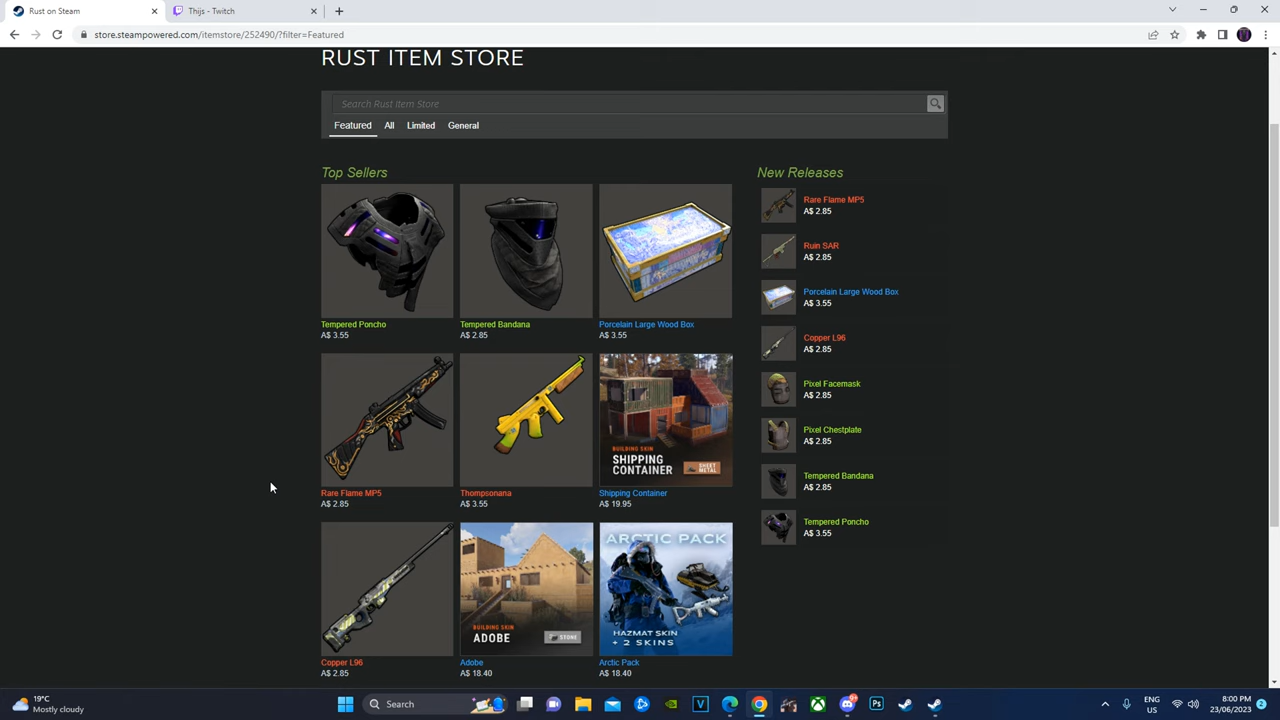 Rust on Steam
Thijs - Twitch
store.steampowered.com/itemstore/252490/?filter=Featured
RUST ITEM STORE
Search Rust Item Store
Featured All Limited General
Top Sellers
Tempered Poncho
A$ 3.55
Tempered Bandana
A$ 2.85
Porcelain Large Wood Box
A$ 3.55
Rare Flame MP5
A$ 2.85
Thompsonana
A$ 3.55
BUILDING SKIN
SHIPPING
CONTAINER
SHEET
METAL
Shipping Container
A$ 19.95
Copper L96
A$ 2.85
BUILDING SKIN
ADOBE
STONE
Adobe
A$ 18.40
ARCTIC PACK
HAZMAT SKIN
+ 2 SKINS
Arctic Pack
A$ 18.40
New Releases
Rare Flame MP5
A$ 2.85
Ruin SAR
A$ 2.85
Porcelain Large Wood Box
A$ 3.55
Copper L96
A$ 2.85
Pixel Facemask
A$ 2.85
Pixel Chestplate
A$ 2.85
Tempered Bandana
A$ 2.85
Tempered Poncho
A$ 3.55
19°C
Mostly cloudy
Search
ENG
US
8:00 PM
23/06/2023